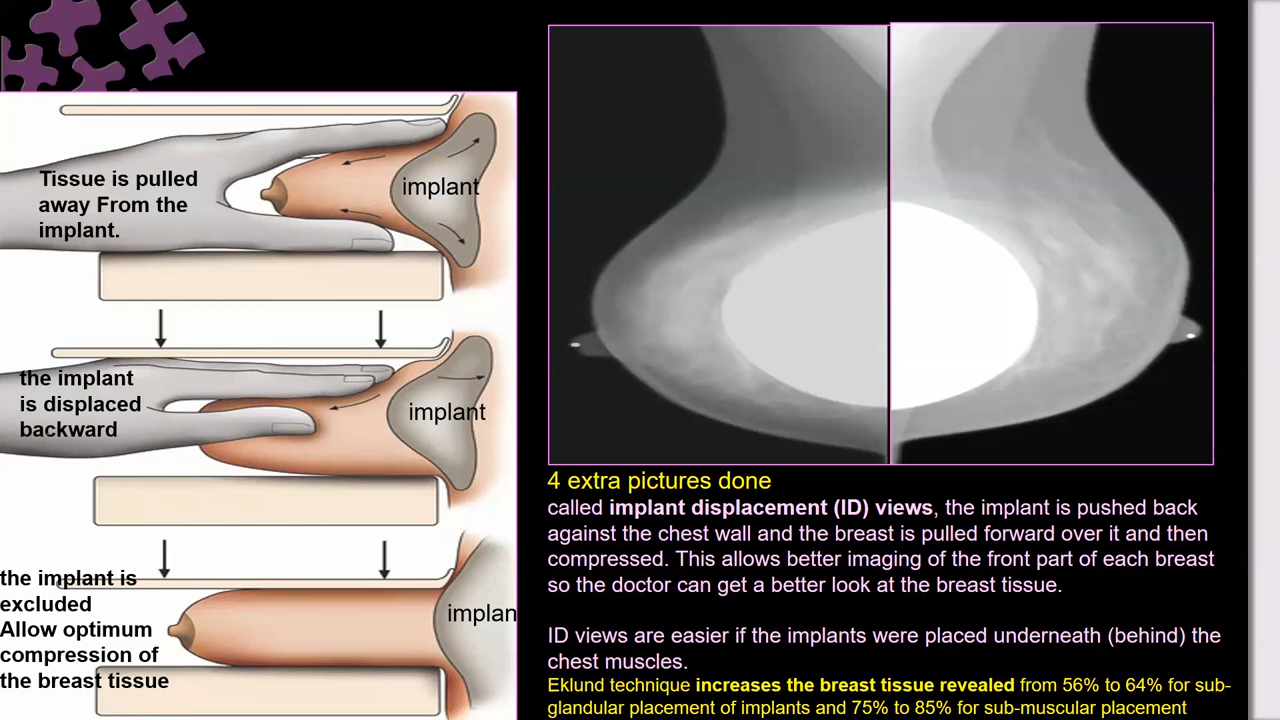 Tissue is pulled
away From the
implant.
implant
the implant
is displaced
backward
implant
the implant is
excluded
Allow optimum
compression of
the breast tissue
implan
4 extra pictures done
called implant displacement (ID) views, the implant is pushed back
against the chest wall and the breast is pulled forward over it and then
compressed. This allows better imaging of the front part of each breast
so the doctor can get a better look at the breast tissue.
ID views are easier if the implants were placed underneath (behind) the
chest muscles.
Eklund technique increases the breast tissue revealed from 56% to 64% for sub-
glandular placement of implants and 75% to 85% for sub-muscular placement